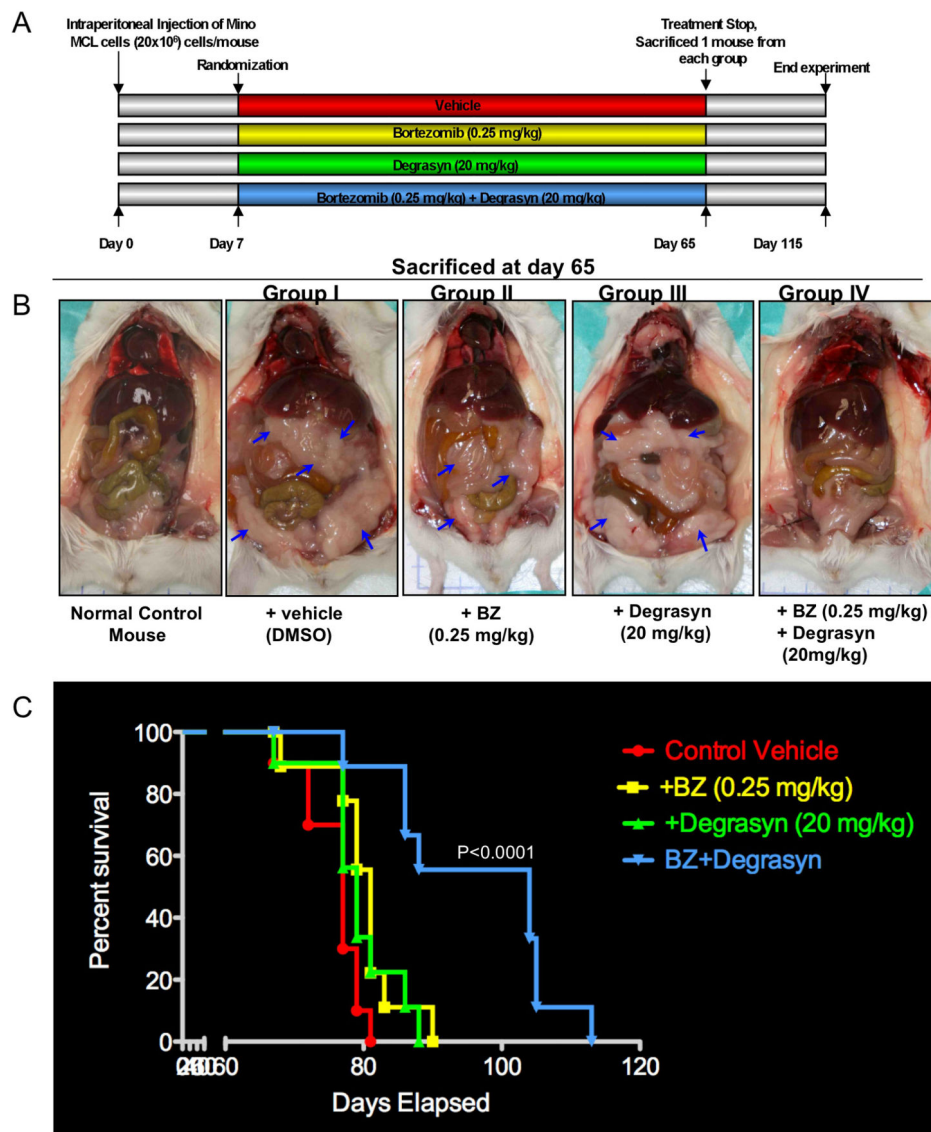 A
Intraperitoneal Injection of Mino
MCL cells (20x10⁶) cells/mouse
Randomization
Treatment Stop,
Sacrificed 1 mouse from
each group
End experiment
Vehicle
Bortezomib (0.25 mg/kg)
Degrasyn (20 mg/kg)
Bortezomib (0.25 mg/kg) + Degrasyn (20 mg/kg)
Day 0
Day 7
Day 65
Day 115
Sacrificed at day 65
B
Group I
Group II
Group III
Group IV
Normal Control
Mouse
+ vehicle
(DMSO)
+ BZ
(0.25 mg/kg)
+ Degrasyn
(20 mg/kg)
+ BZ (0.25 mg/kg)
+ Degrasyn
(20mg/kg)
C
Percent survival
100
80
60
40
20
0
Control Vehicle
+BZ (0.25 mg/kg)
+Degrasyn (20 mg/kg)
BZ+Degrasyn
P<0.0001
60
80
100
120
Days Elapsed